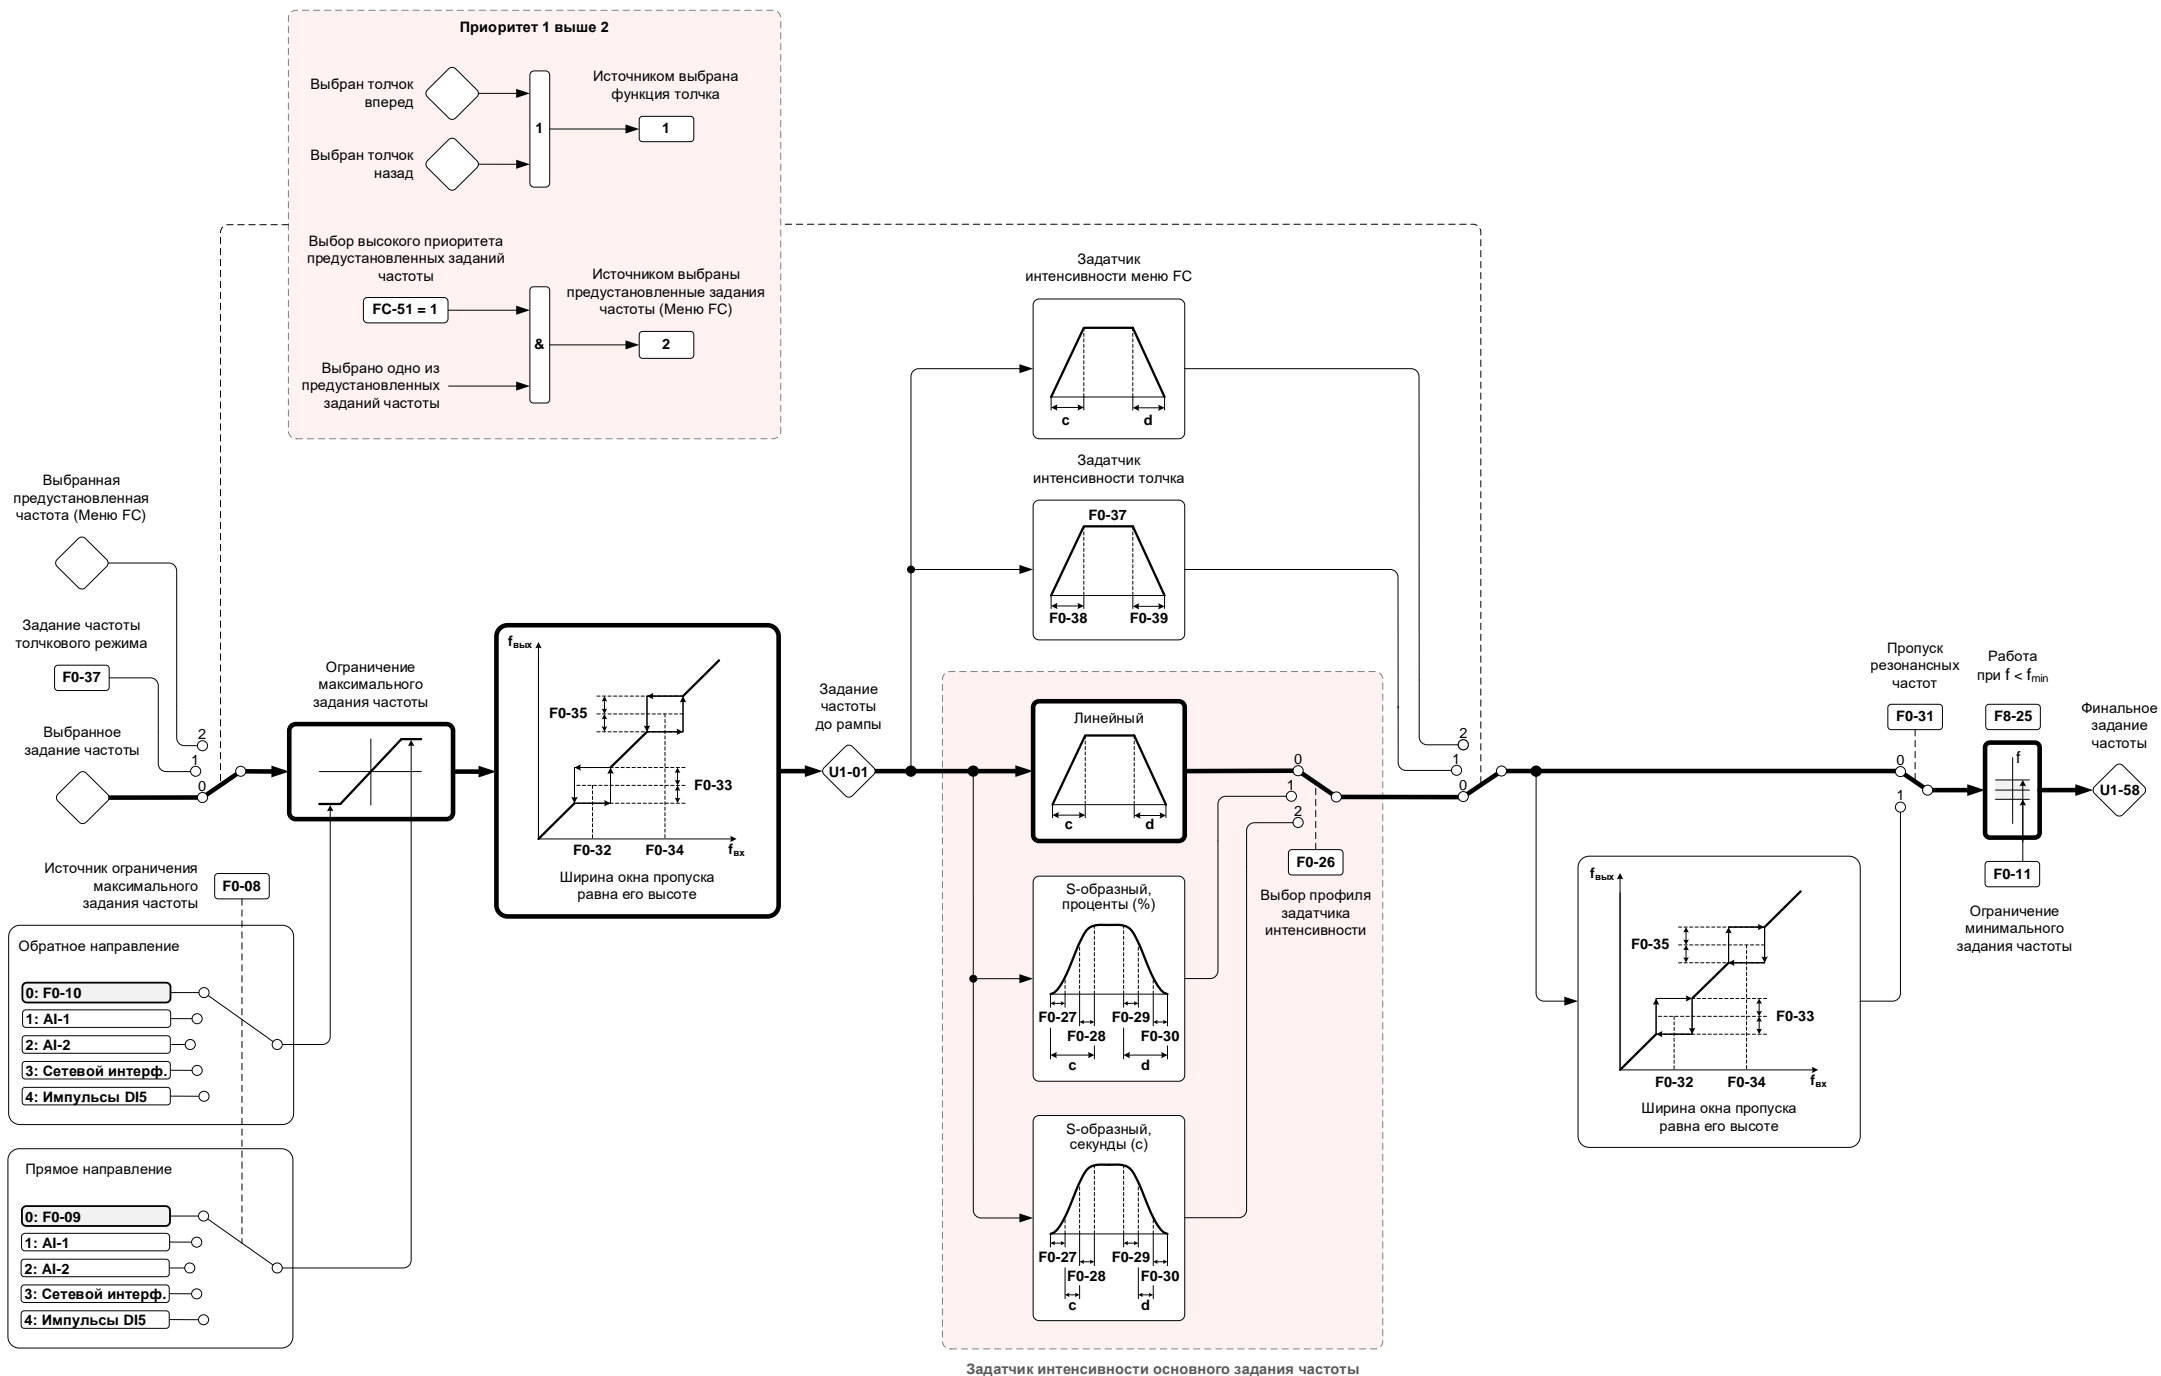 Приоритет 1 выше 2
Выбран толчок
вперед
Выбран толчок
назад
1
Источником выбрана
функция толчка
1
Выбор высокого приоритета
предустановленных заданий
частоты
FC-51 = 1
Выбрано одно из
предустановленных
заданий частоты
&
Источником выбраны
предустановленные задания
частоты (Меню FC)
2
Выбранная
предустановленная
частота (Меню FC)
Задание частоты
толчкового режима
F0-37
Выбранное
задание частоты
2
1
0
Ограничение
максимального
задания частоты
Источник ограничения
максимального
задания частоты
F0-08
Обратное направление
0: F0-10
1: AI-1
2: AI-2
3: Сетевой интерф.
4: Импульсы DI5
Прямое направление
0: F0-09
1: AI-1
2: AI-2
3: Сетевой интерф.
4: Импульсы DI5
fвых
F0-35
F0-33
F0-32
F0-34
fвх
Ширина окна пропуска
равна его высоте
Задание
частоты
до рампы
U1-01
Задатчик
интенсивности меню FC
c
d
Задатчик
интенсивности толчка
F0-37
F0-38
F0-39
Линейный
c
d
S-образный,
проценты (%)
F0-27
F0-29
F0-28
F0-30
c
d
S-образный,
секунды (с)
F0-27
F0-29
F0-28
F0-30
c
d
0
1
2
F0-26
Выбор профиля
задатчика
интенсивности
Задатчик интенсивности основного задания частоты
2
1
0
fвых
F0-35
F0-33
F0-32
F0-34
fвх
Ширина окна пропуска
равна его высоте
Пропуск
резонансных
частот
F0-31
0
1
Работа
при f < fmin
F8-25
f
F0-11
Ограничение
минимального
задания частоты
Финальное
задание
частоты
U1-58